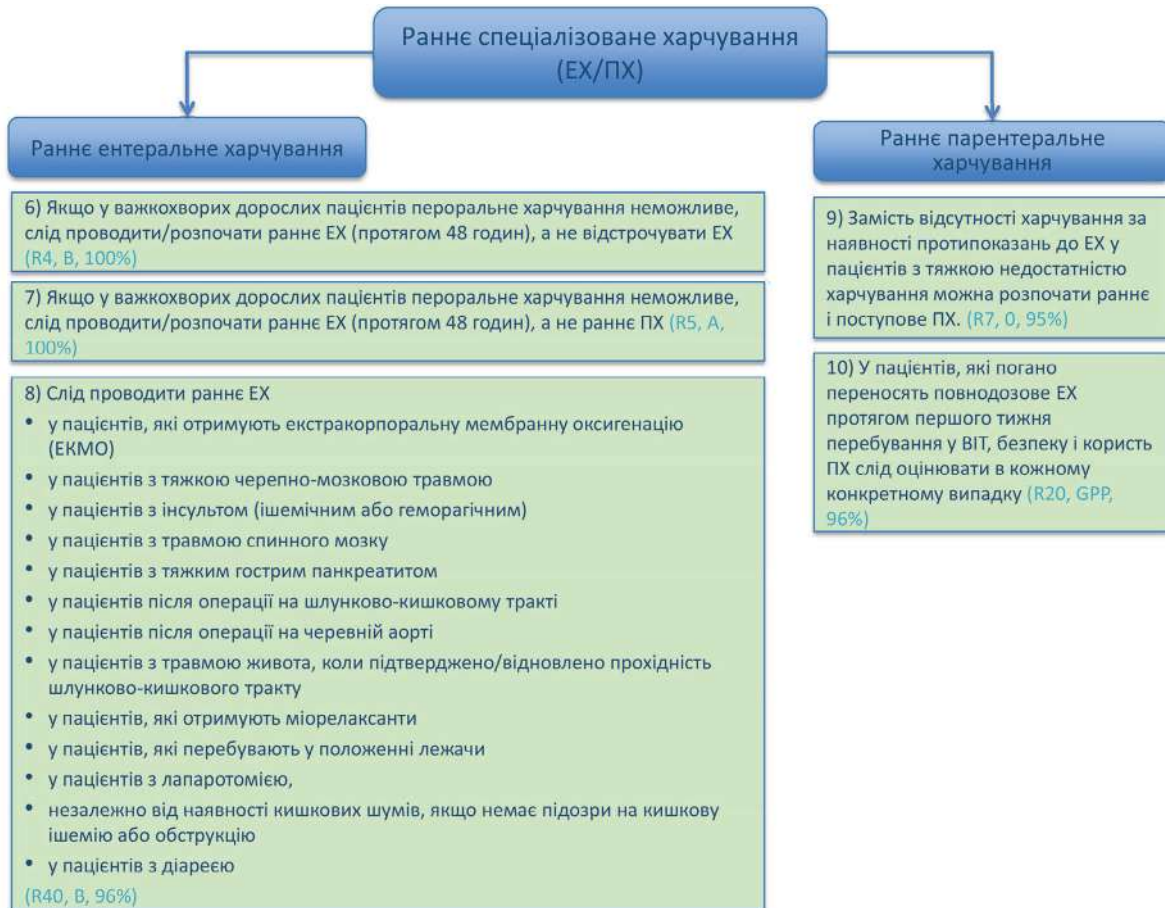 Раннє спеціалізоване харчування
(ЕХ/ПХ)
Раннє ентеральне харчування
6) Якщо у важкохворих дорослих пацієнтів пероральне харчування неможливе,
слід проводити/розпочати раннє ЕХ (протягом 48 годин), а не відстрочувати ЕХ
(R4, B, 100%)
7) Якщо у важкохворих дорослих пацієнтів пероральне харчування неможливе,
слід проводити/розпочати раннє ЕХ (протягом 48 годин), а не раннє ПХ (R5, A,
100%)
8) Слід проводити раннє ЕХ
• у пацієнтів, які отримують екстракорпоральну мембранну оксигенацію
(ЕКМО)
• у пацієнтів з тяжкою черепно-мозковою травмою
• у пацієнтів з інсультом (ішемічним або геморагічним)
• у пацієнтів з травмою спинного мозку
• у пацієнтів з тяжким гострим панкреатитом
• у пацієнтів після операції на шлунково-кишковому тракті
• у пацієнтів після операції на черевній аорті
• у пацієнтів з травмою живота, коли підтверджено/відновлено прохідність
шлунково-кишкового тракту
• у пацієнтів, які отримують міорелаксанти
• у пацієнтів, які перебувають у положенні лежачи
• у пацієнтів з лапаротомією,
• незалежно від наявності кишкових шумів, якщо немає підозри на кишкову
ішемію або обструкцію
• у пацієнтів з діареєю
(R40, B, 96%)
Раннє парентеральне
харчування
9) Замість відсутності харчування за
наявності протипоказань до ЕХ у
пацієнтів з тяжкою недостатністю
харчування можна розпочати раннє
і поступове ПХ. (R7, 0, 95%)
10) У пацієнтів, які погано
переносять повнодозове ЕХ
протягом першого тижня
перебування у ВІТ, безпеку і користь
ПХ слід оцінювати в кожному
конкретному випадку (R20, GPP,
96%)